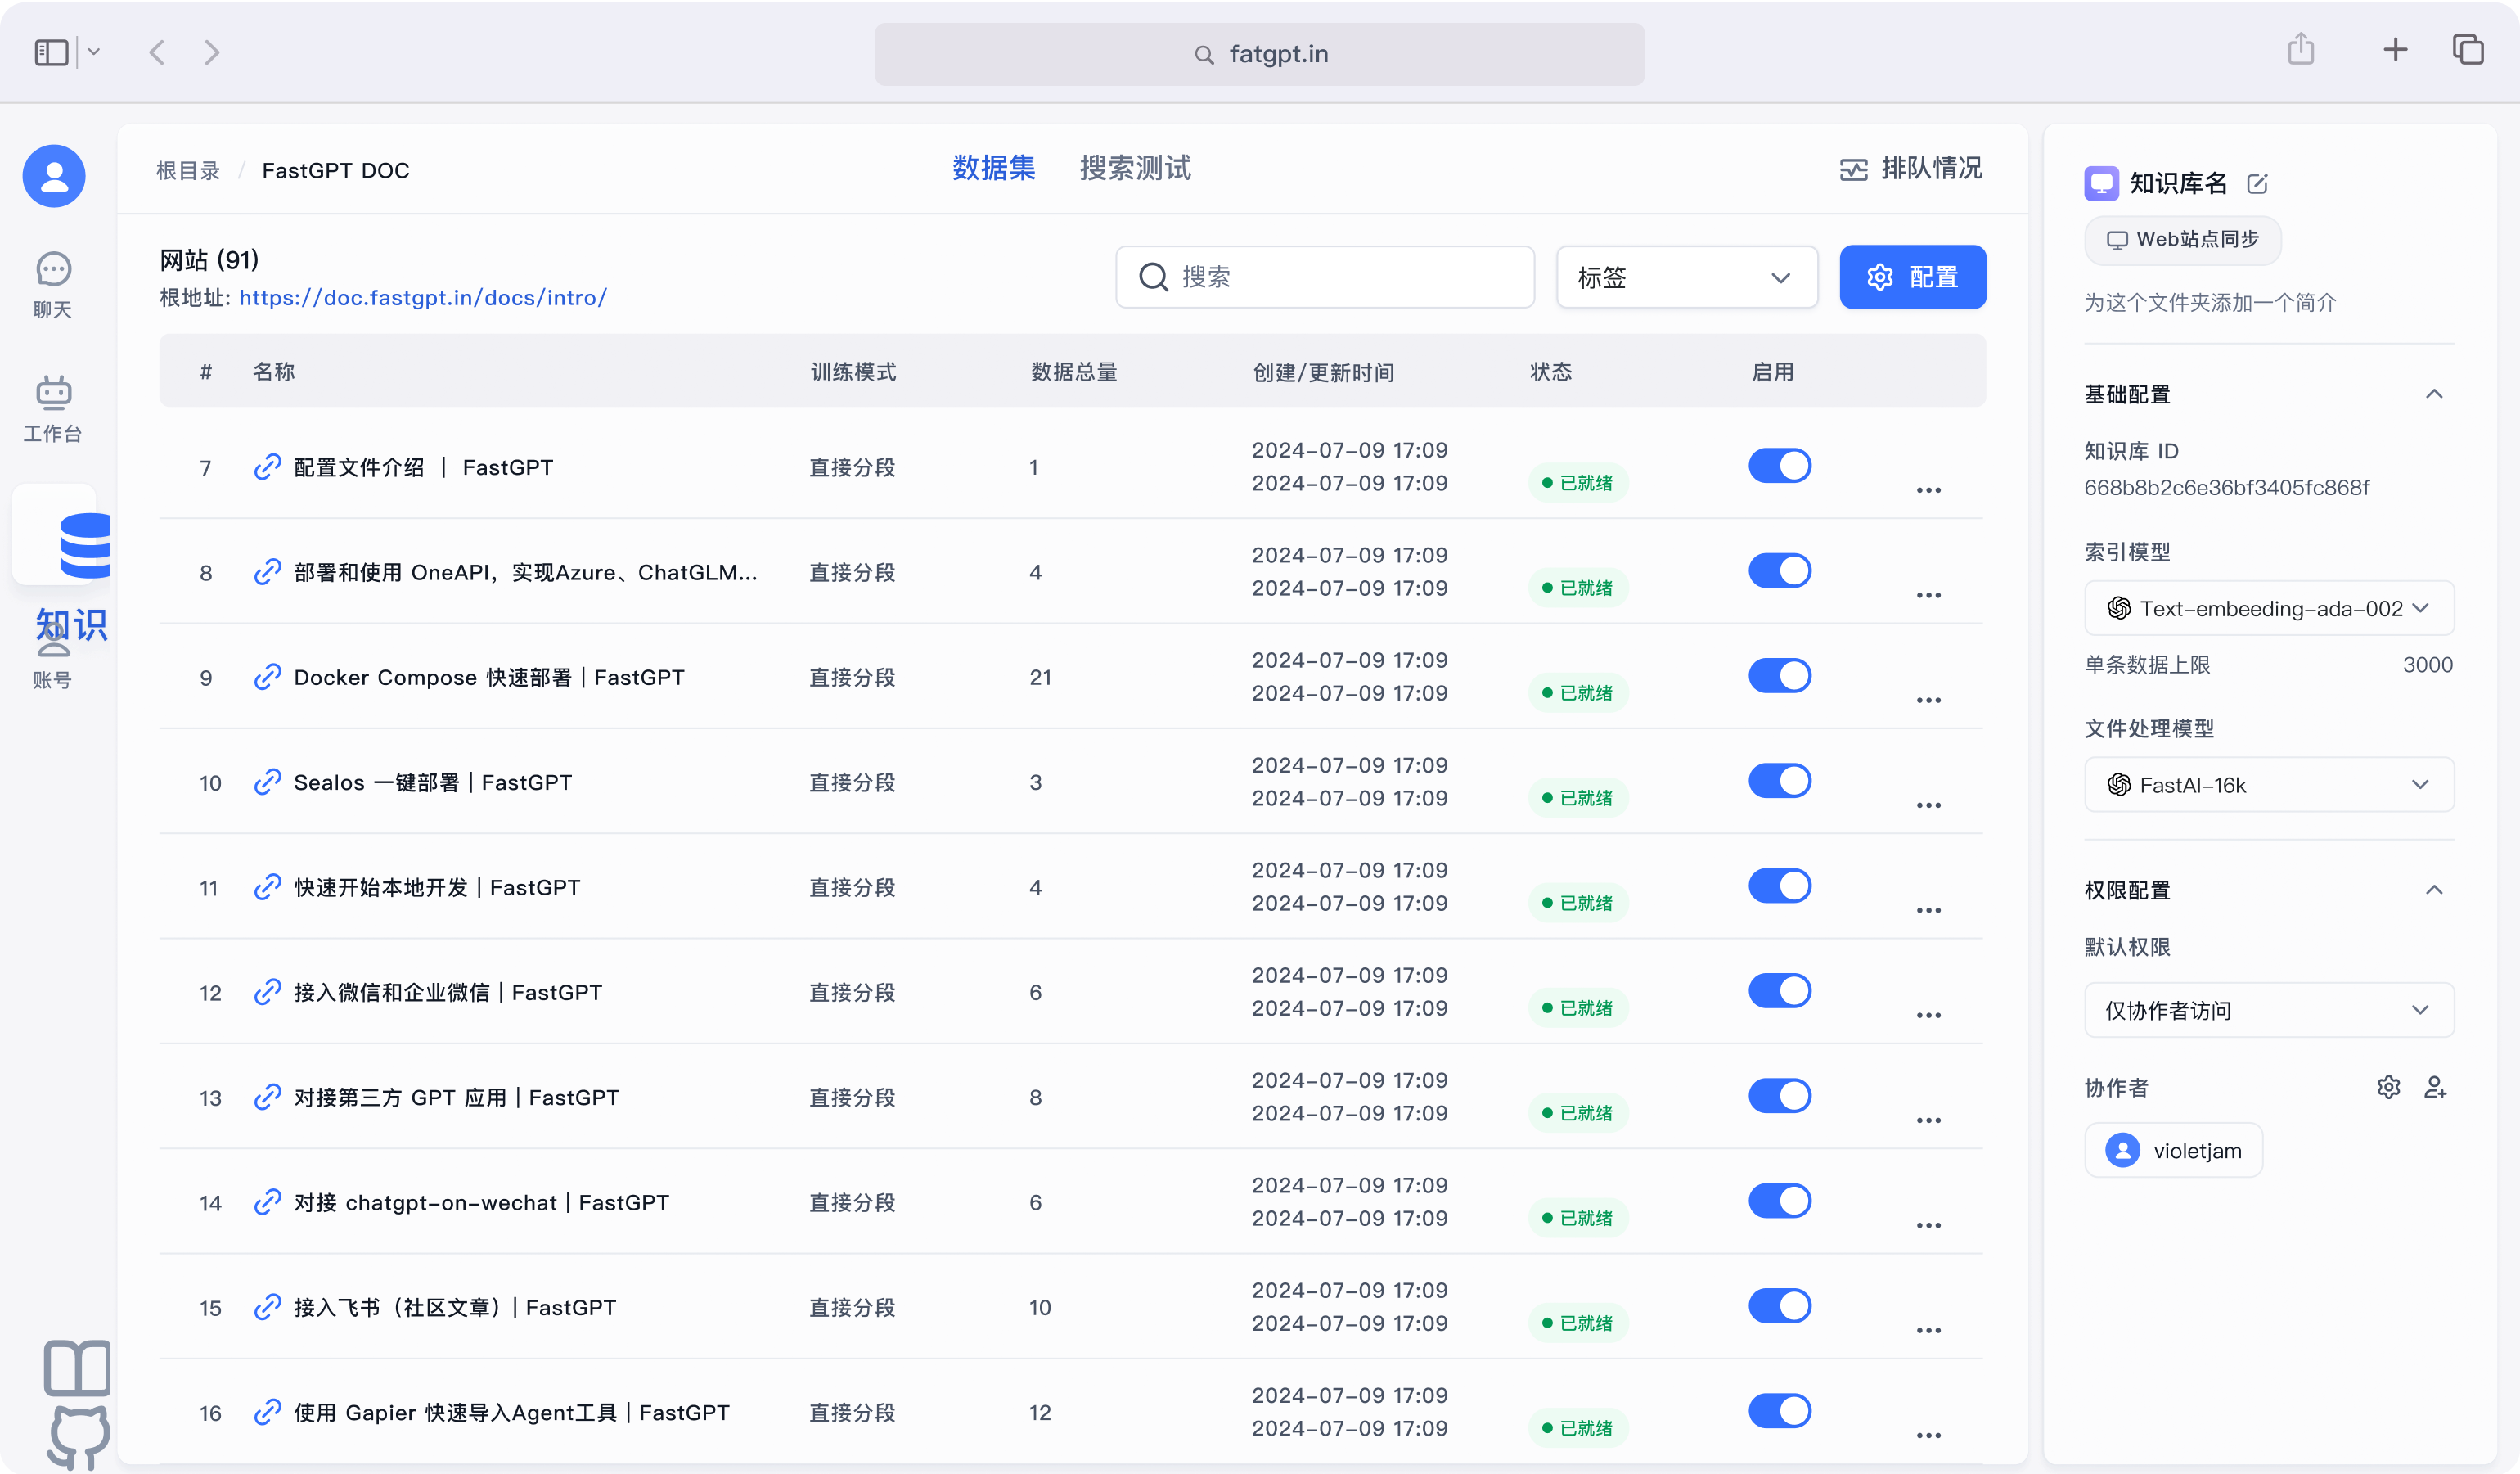 fatgpt.in
聊天
工作台
知识
账号
根目录 / FastGPT DOC
数据集 搜索测试
排队情况
网站 (91)
根地址: https://doc.fastgpt.in/docs/intro/
搜索 标签 配置
# 名称 训练模式 数据总量 创建/更新时间 状态 启用
7 配置文件介绍 | FastGPT 直接分段 1 2024-07-09 17:09
2024-07-09 17:09 已就绪 ...
8 部署和使用 OneAPI，实现Azure、ChatGLM... 直接分段 4 2024-07-09 17:09
2024-07-09 17:09 已就绪 ...
9 Docker Compose 快速部署 | FastGPT 直接分段 21 2024-07-09 17:09
2024-07-09 17:09 已就绪 ...
10 Sealos 一键部署 | FastGPT 直接分段 3 2024-07-09 17:09
2024-07-09 17:09 已就绪 ...
11 快速开始本地开发 | FastGPT 直接分段 4 2024-07-09 17:09
2024-07-09 17:09 已就绪 ...
12 接入微信和企业微信 | FastGPT 直接分段 6 2024-07-09 17:09
2024-07-09 17:09 已就绪 ...
13 对接第三方 GPT 应用 | FastGPT 直接分段 8 2024-07-09 17:09
2024-07-09 17:09 已就绪 ...
14 对接 chatgpt-on-wechat | FastGPT 直接分段 6 2024-07-09 17:09
2024-07-09 17:09 已就绪 ...
15 接入飞书（社区文章）| FastGPT 直接分段 10 2024-07-09 17:09
2024-07-09 17:09 已就绪 ...
16 使用 Gapier 快速导入Agent工具 | FastGPT 直接分段 12 2024-07-09 17:09
2024-07-09 17:09 已就绪 ...
知识库名
Web站点同步
为这个文件夹添加一个简介
基础配置
知识库 ID
668b8b2c6e36bf3405fc868f
索引模型
Text-embeeding-ada-002
单条数据上限 3000
文件处理模型
FastAI-16k
权限配置
默认权限
仅协作者访问
协作者
violetjam